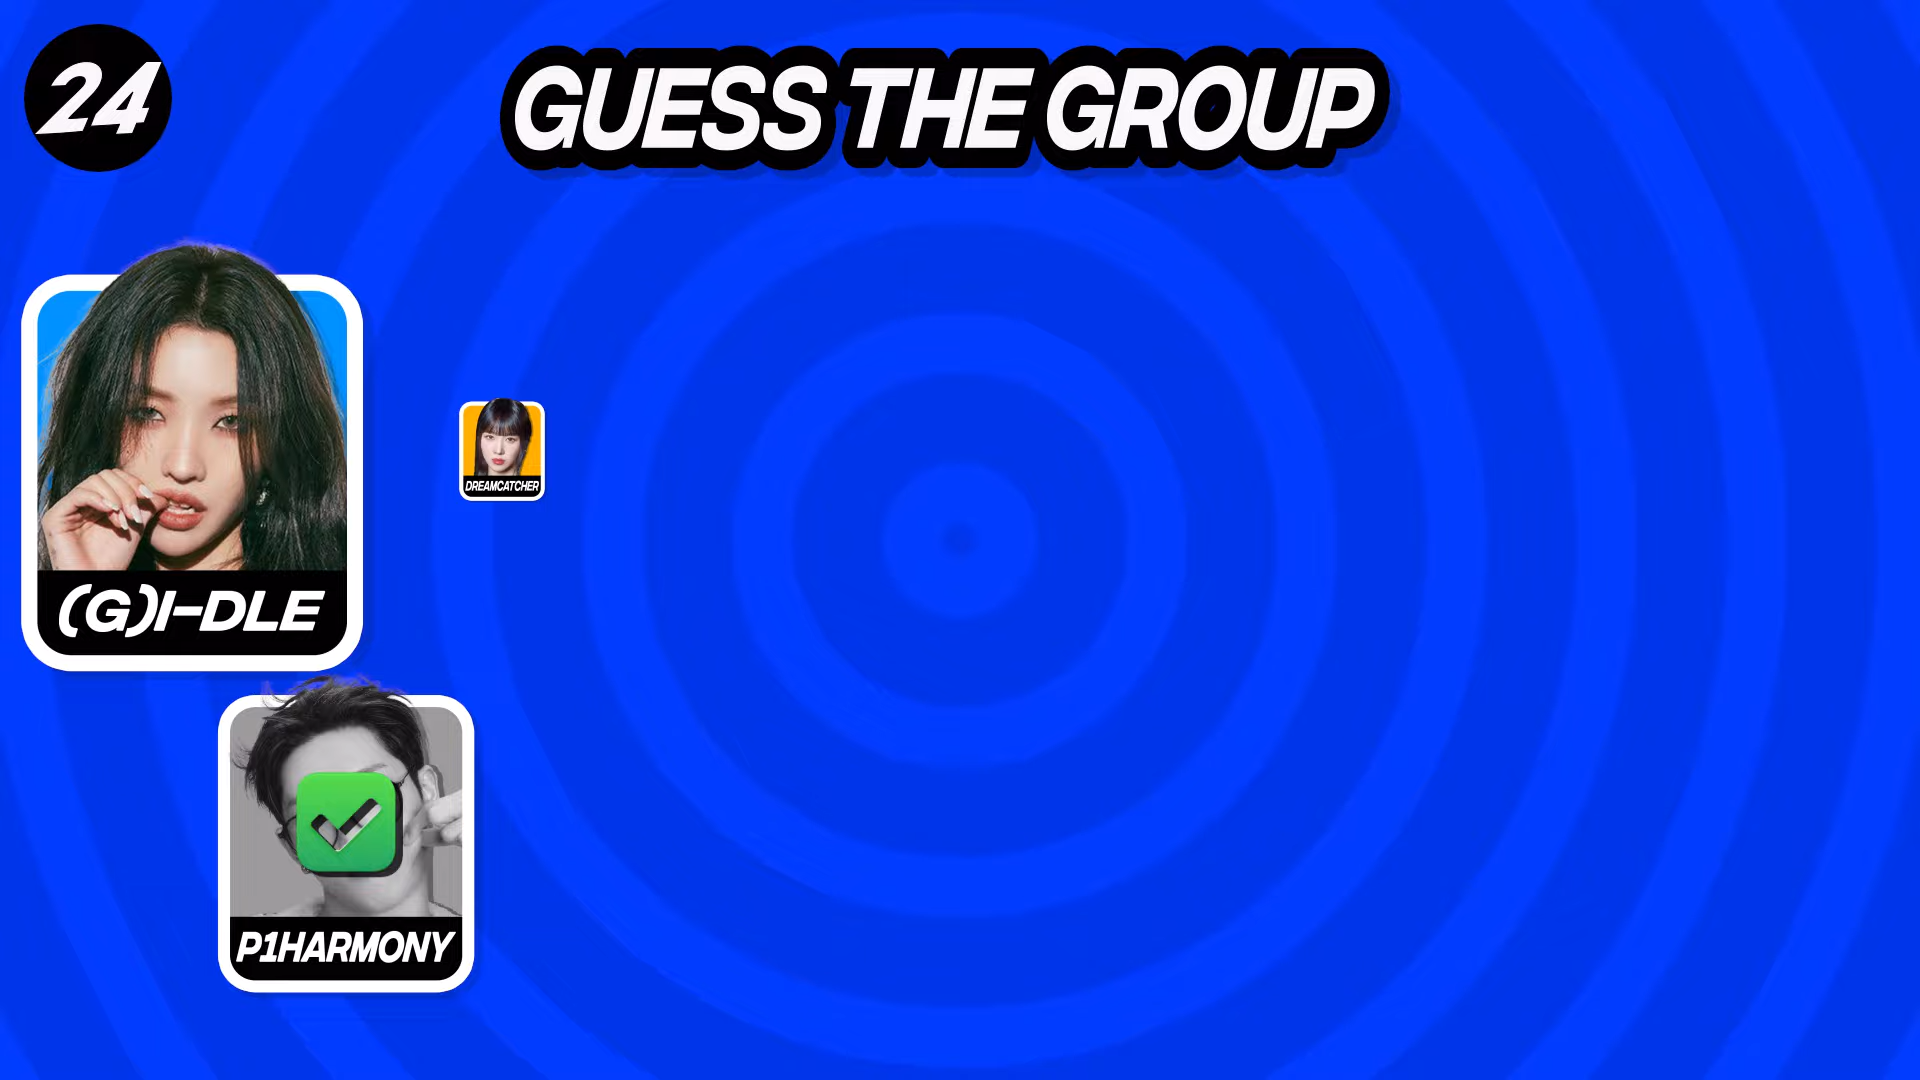 24
GUESS THE GROUP
(G)I-DLE
DREAMCATCHER
P1HARMONY